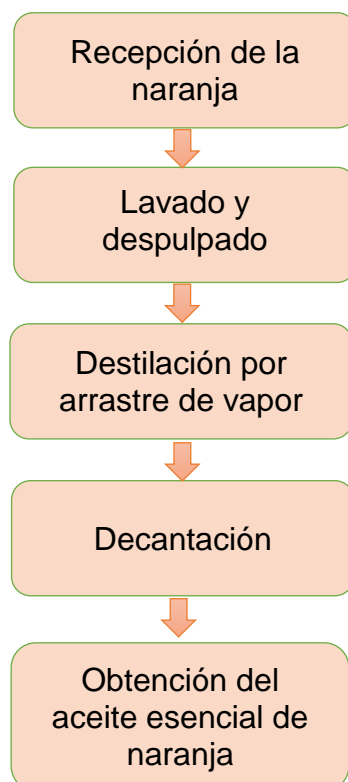 Recepción de la
naranja
Lavado y
despulpado
Destilación por
arrastre de vapor
Decantación
Obtención del
aceite esencial de
naranja